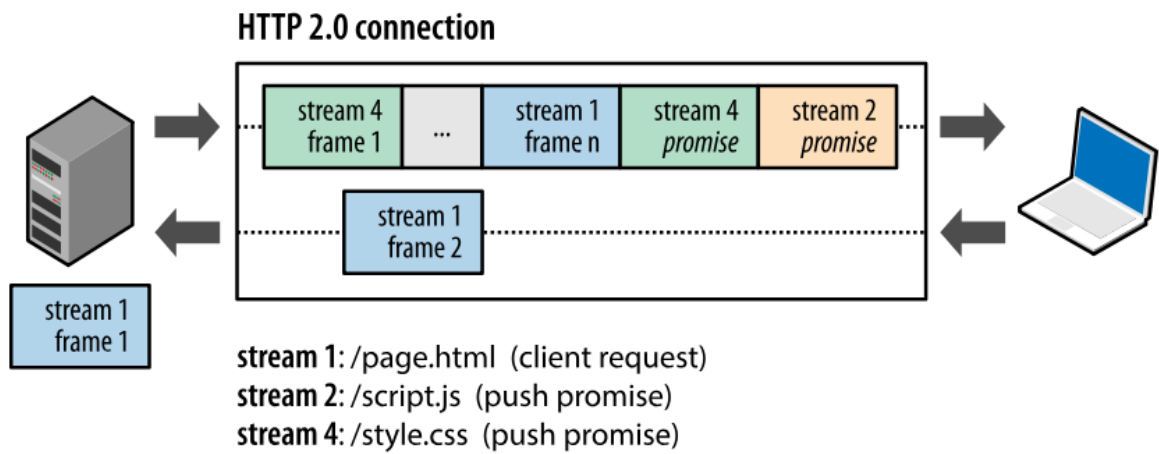 HTTP 2.0 connection
stream 4
frame 1
...
stream 1
frame n
stream 4
promise
stream 2
promise
stream 1
frame 2
stream 1
frame 1
stream 1: /page.html (client request)
stream 2: /script.js (push promise)
stream 4: /style.css (push promise)